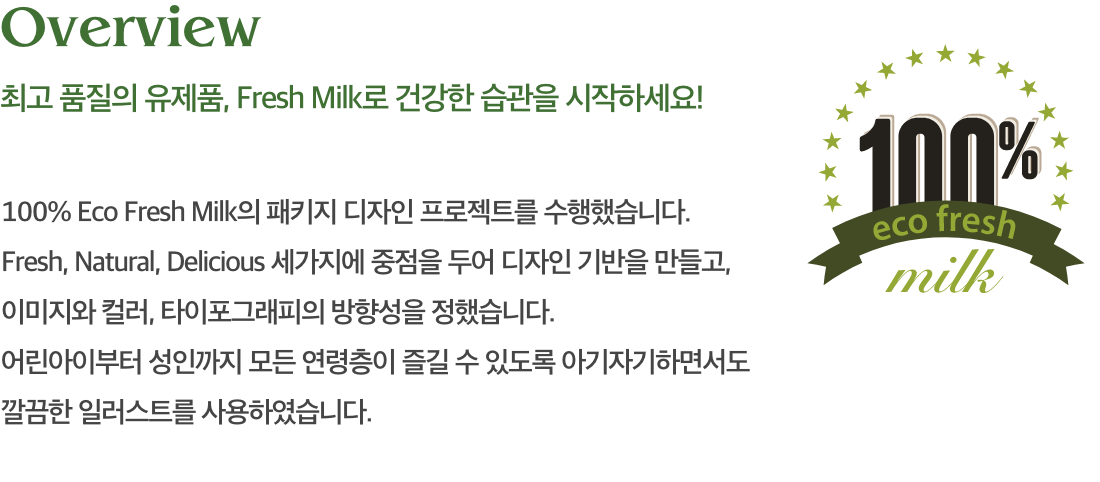 Overview
최고 품질의 유제품, Fresh Milk로 건강한 습관을 시작하세요!
100% Eco Fresh Milk의 패키지 디자인 프로젝트를 수행했습니다.
Fresh, Natural, Delicious 세가지에 중점을 두어 디자인 기반을 만들고,
이미지와 컬러, 타이포그래피의 방향성을 정했습니다.
어린아이부터 성인까지 모든 연령층이 즐길 수 있도록 아기자기하면서도
깔끔한 일러스트를 사용하였습니다.
100%
eco fresh
milk